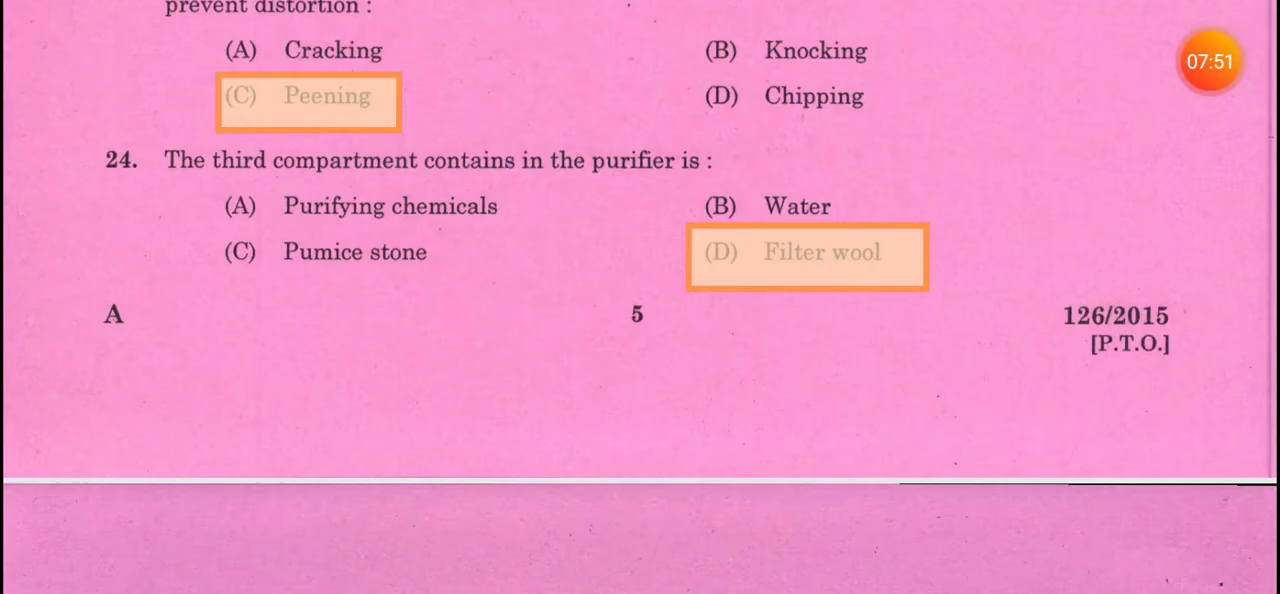 prevent distortion :
(A) Cracking (B) Knocking
(C) Peening (D) Chipping
07:51
24. The third compartment contains in the purifier is :
(A) Purifying chemicals (B) Water
(C) Pumice stone (D) Filter wool
A 5 126/2015
[P.T.O.]